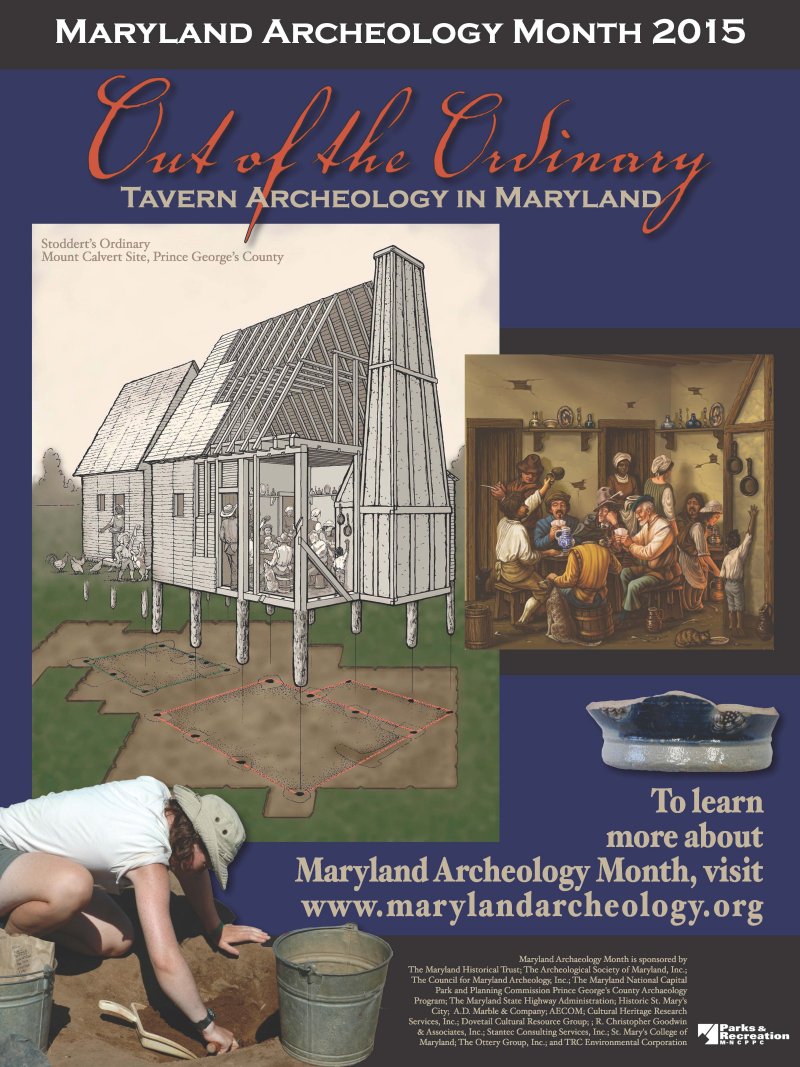 MARYLAND ARCHEOLOGY MONTH 2015
Out of the Ordinary
TAVERN ARCHEOLOGY IN MARYLAND
Stoddert's Ordinary
Mount Calvert Site, Prince George's County
To learn
more about
Maryland Archeology Month, visit
www.marylandarcheology.org
Maryland Archaeology Month is sponsored by
The Maryland Historical Trust; The Archeological Society of Maryland, Inc.;
The Council for Maryland Archeology, Inc.; The Maryland National Capital
Park and Planning Commission Prince George's County Archaeology
Program; The Maryland State Highway Administration; Historic St. Mary's
City; A.D. Marble & Company; AECOM; Cultural Heritage Research
Services, Inc.; Dovetail Cultural Resource Group; ; R. Christopher Goodwin
& Associates, Inc.; Stantec Consulting Services, Inc.; St. Mary's College of
Maryland; The Ottery Group, Inc.; and TRC Environmental Corporation
Parks &
Recreation
M-NCPPC